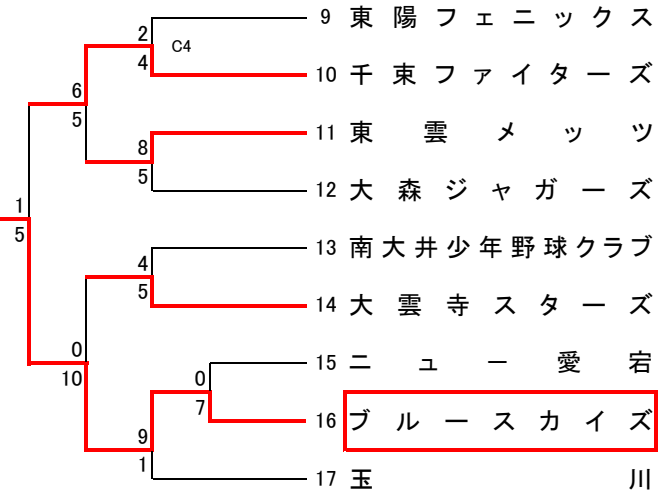 9 東陽フェニックス
2
C4
4
10 千束ファイターズ
6
5
11 東雲メッツ
8
5
12 大森ジャガーズ
1
5
13 南大井少年野球クラブ
4
5
14 大雲寺スターズ
0
10
15 ニュー愛宕
0
7
16 ブルースカイズ
9
1
17 玉川